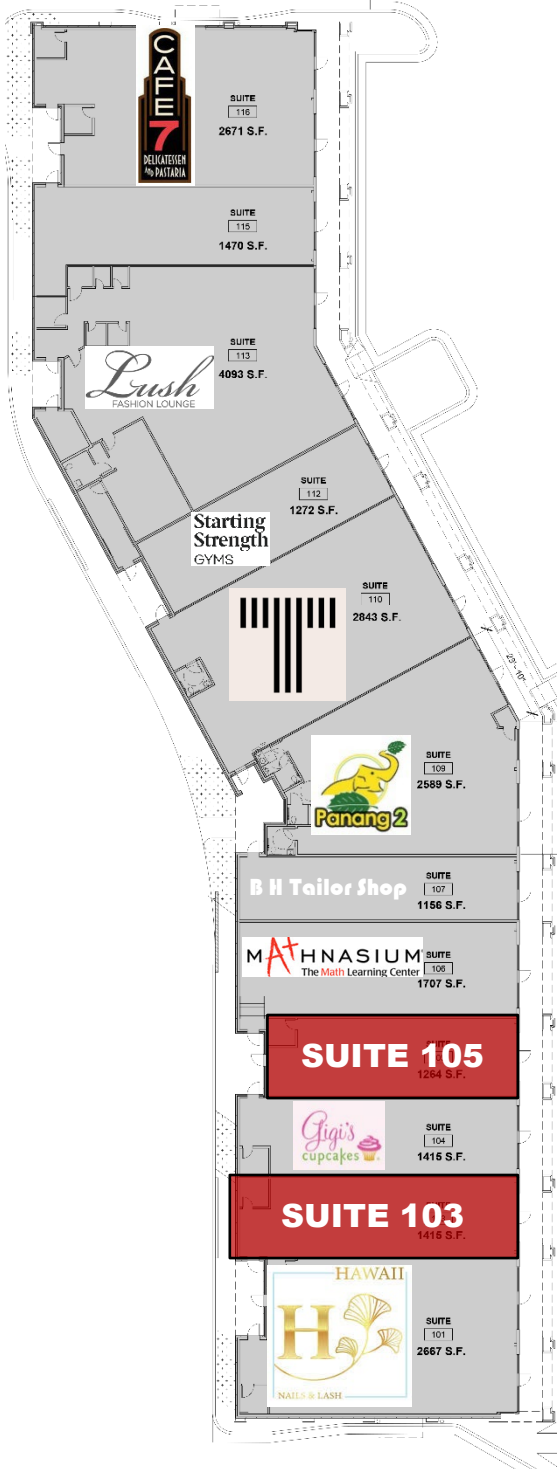 CAFE
7
DELICATESSEN
AND PASTARIA
SUITE
116
2671 S.F.
SUITE
115
1470 S.F.
SUITE
113
4093 S.F.
Lush
FASHION LOUNGE
SUITE
112
1272 S.F.
Starting
Strength
GYMS
SUITE
110
2843 S.F.
T
29'- 10"
SUITE
109
2589 S.F.
Panang 2
B H Tailor Shop
SUITE
107
1156 S.F.
MATHNASIUM
The Math Learning Center
SUITE
106
1707 S.F.
SUITE 105
1264 S.F.
Gigi's
cupcakes
SUITE
104
1415 S.F.
SUITE 103
1415 S.F.
HAWAII
H
NAILS & LASH
SUITE
101
2667 S.F.